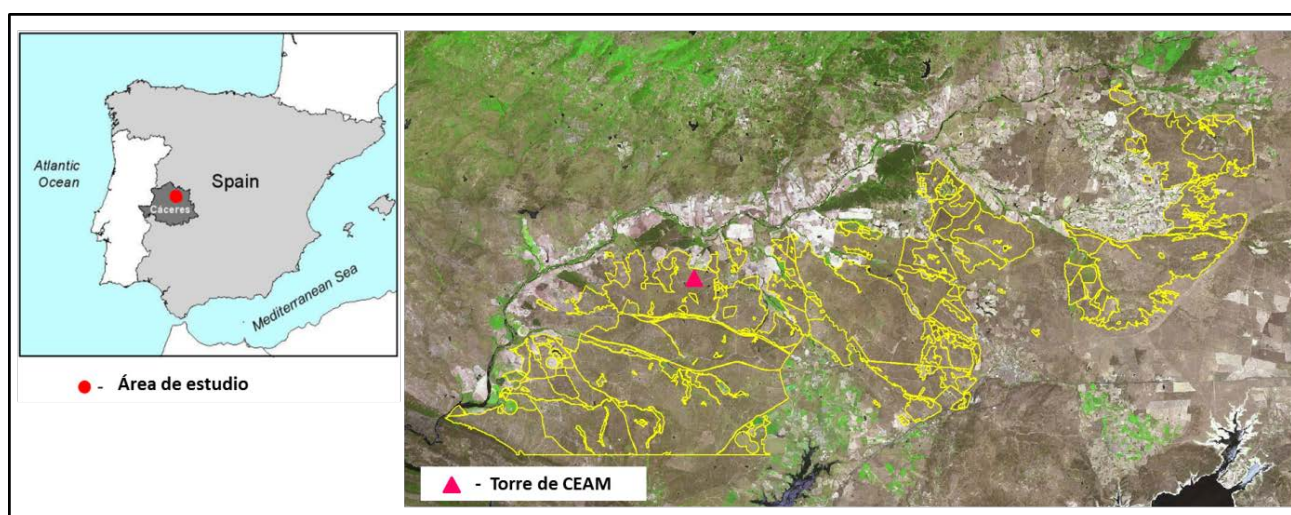 Atlantic
Ocean
Spain
Cáceres
Mediterranean Sea
- Área de estudio
- Torre de CEAM